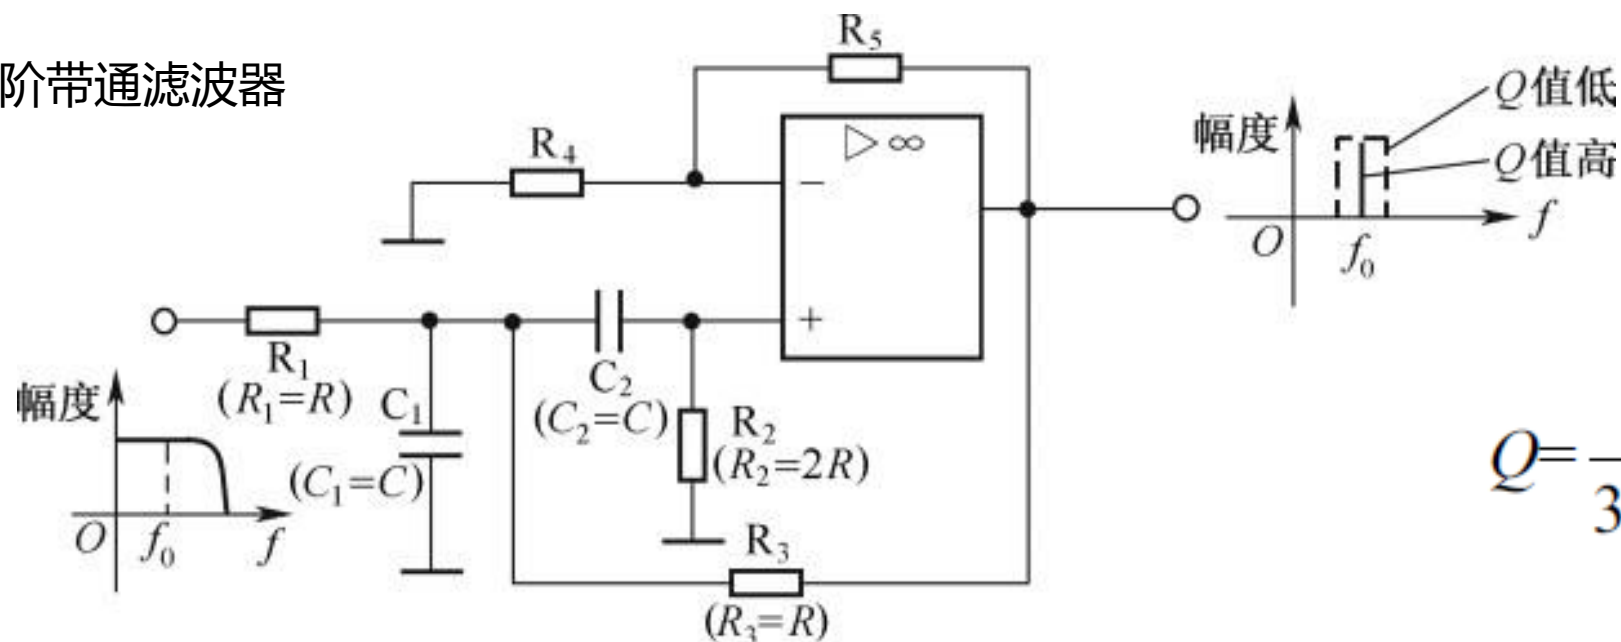 阶带通滤波器
R₅
R₄
▷ ∞
−
+
R₁
(R₁=R)
C₁
(C₁=C)
C₂
(C₂=C)
R₂
(R₂=2R)
R₃
(R₃=R)
幅度
O
f₀
f
幅度
O
f₀
f
Q值低
Q值高
Q=
3